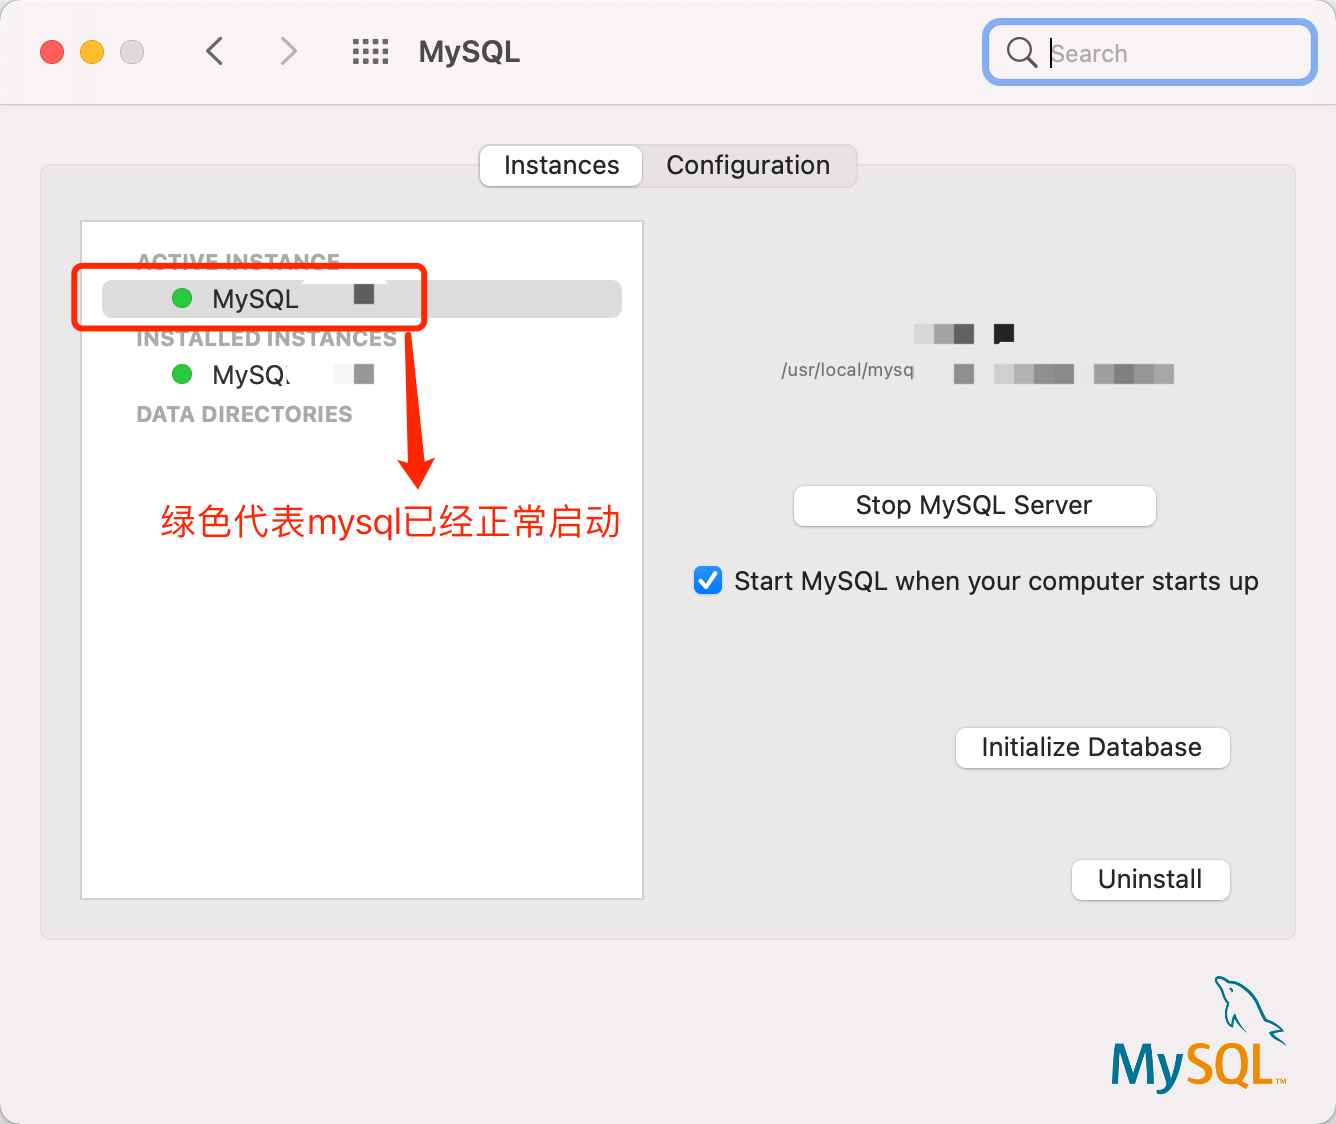 MySQL
Search
Instances
Configuration
ACTIVE INSTANCE
MySQL
INSTALLED INSTANCES
MySQL
DATA DIRECTORIES
绿色代表mysql已经正常启动
/usr/local/mysq
Stop MySQL Server
Start MySQL when your computer starts up
Initialize Database
Uninstall
MySQL™